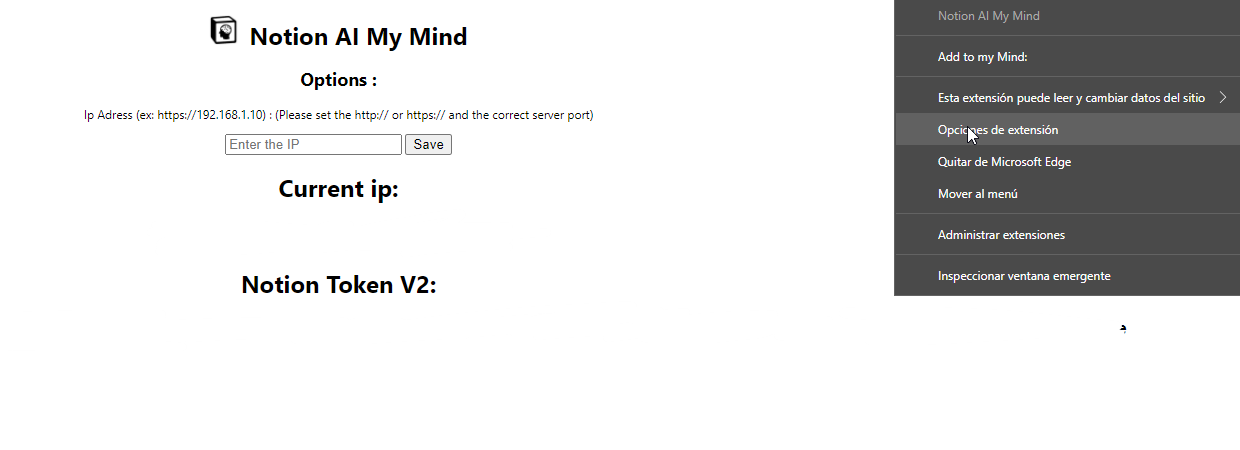 Notion AI My Mind
Options :
Ip Adress (ex: https://192.168.1.10) : (Please set the http:// or https:// and the correct server port)
Enter the IP
Save
Current ip:
Notion Token V2:
Notion AI My Mind
Add to my Mind:
Esta extensión puede leer y cambiar datos del sitio
Opciones de extensión
Quitar de Microsoft Edge
Mover al menú
Administrar extensiones
Inspeccionar ventana emergente